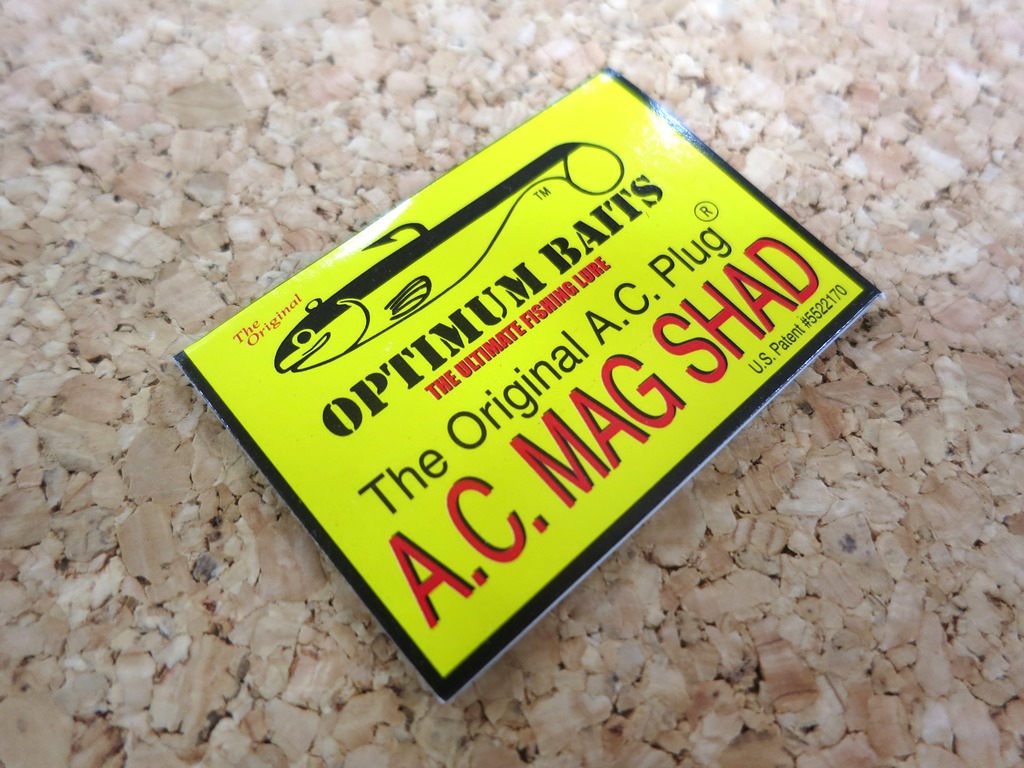 The
Original
TM
OPTIMUM BAITS
THE ULTIMATE FISHING LURE
The Original A.C. Plug ®
A.C. MAG SHAD
U.S. Patent #5522170